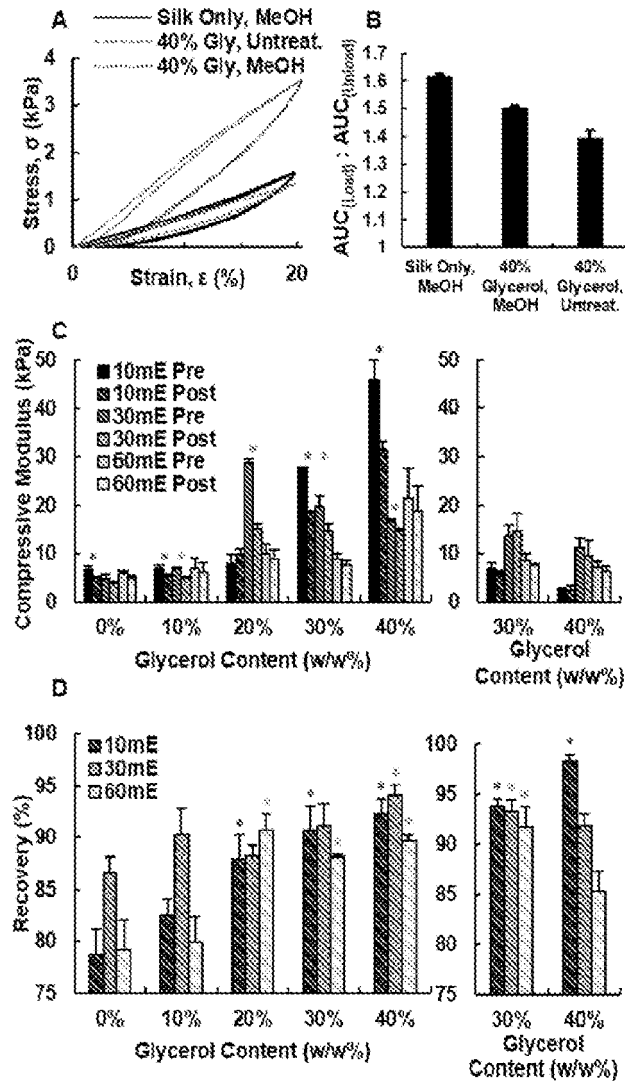 A
Silk Only, MeOH
40% Gly, Untreat.
40% Gly, MeOH
Stress, σ (kPa)
4
3
2
1
0
0
20
Strain, ε (%)
B
AUC(Load) : AUC(Unload)
1.7
1.6
1.5
1.4
1.3
1.2
1.1
1
Silk Only, MeOH
40% Glycerol, MeOH
40% Glycerol, Untreat.
C
Compressive Modulus (kPa)
50
40
30
20
10
0
10mE Pre
10mE Post
30mE Pre
30mE Post
60mE Pre
60mE Post
* * * * * * * *
0% 10% 20% 30% 40%
Glycerol Content (w/w%)
50
40
30
20
10
0
30% 40%
Glycerol
Content (w/w%)
D
Recovery (%)
100
95
90
85
80
75
10mE
30mE
60mE
* * * * * * *
0% 10% 20% 30% 40%
Glycerol Content (w/w%)
100
95
90
85
80
75
* * * *
30% 40%
Glycerol
Content (w/w%)